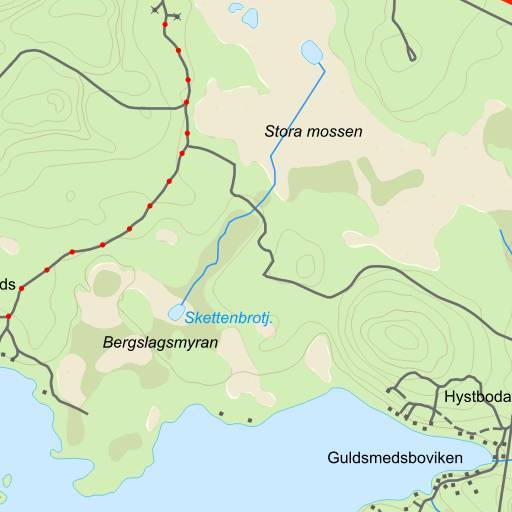 Stora mossen
ds
Skettenbrotj.
Bergslagsmyran
Hystboda
Guldsmedsboviken